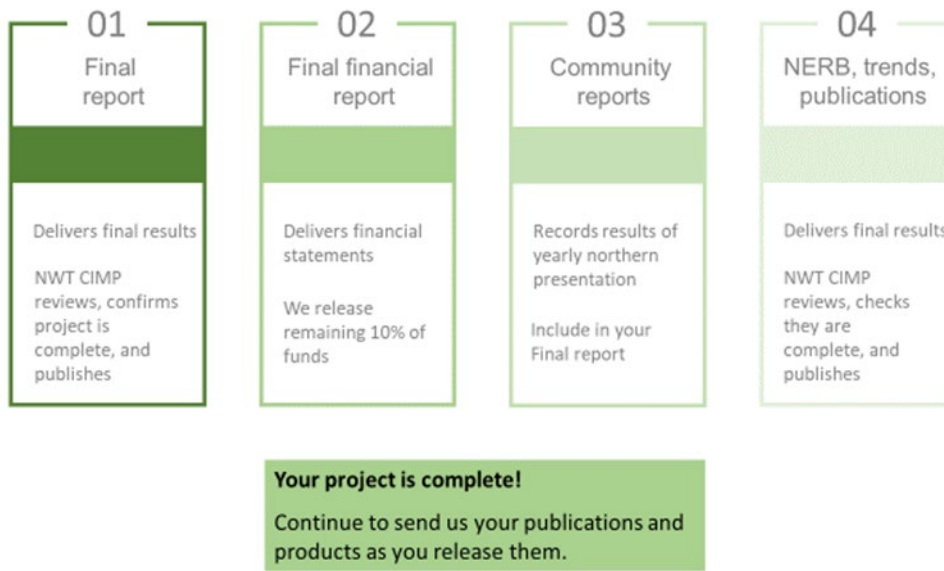 01
Final
report
Delivers final results
NWT CIMP
reviews, confirms
project is
complete, and
publishes
02
Final financial
report
Delivers financial
statements
We release
remaining 10% of
funds
03
Community
reports
Records results of
yearly northern
presentation
Include in your
Final report
04
NERB, trends,
publications
Delivers final results
NWT CIMP
reviews, checks
they are
complete, and
publishes
Your project is complete!
Continue to send us your publications and
products as you release them.